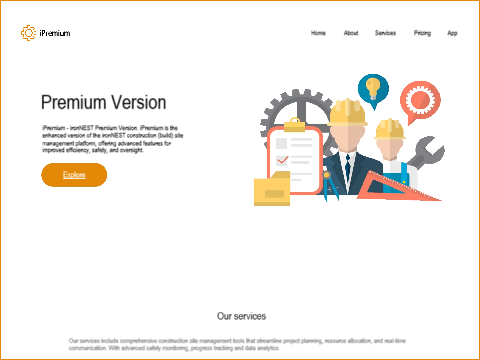 iPremium
Home About Services Pricing App
Premium Version
iPremium - ironNEST Premium Version. iPremium is the
enhanced version of the ironNEST construction (build) site
management platform, offering advanced features for
improved efficiency, safety, and oversight.
Explore
Our services
Our services include comprehensive construction site management tools that streamline project planning, resource allocation, and real-time
communication. With advanced safety monitoring, progress tracking and data analytics.